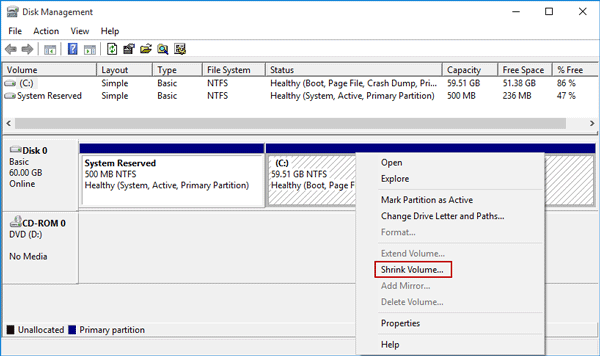 Disk Management
File Action View Help
Volume Layout Type File System Status Capacity Free Space % Free
(C:) Simple Basic NTFS Healthy (Boot, Page File, Crash Dump, Pri... 59.51 GB 51.38 GB 86 %
System Reserved Simple Basic NTFS Healthy (System, Active, Primary Partition) 500 MB 236 MB 47 %
Disk 0
Basic
60.00 GB
Online
System Reserved
500 MB NTFS
Healthy (System, Active, Primary Partition)
(C:)
59.51 GB NTFS
Healthy (Boot, Page F
Open
Explore
Mark Partition as Active
Change Drive Letter and Paths...
Format...
Extend Volume...
Shrink Volume...
Add Mirror...
Delete Volume...
Properties
Help
CD-ROM 0
DVD (D:)
No Media
Unallocated Primary partition